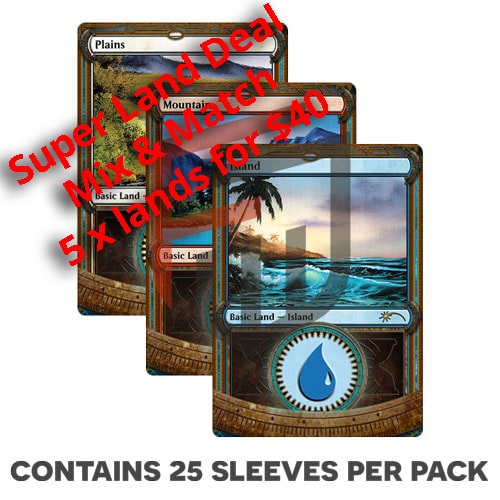 Super Land Deal
Mix & Match
5 x lands for $40
Plains
Basic Land —
Mountain
Basic Land
Island
Basic Land — Island
CONTAINS 25 SLEEVES PER PACK